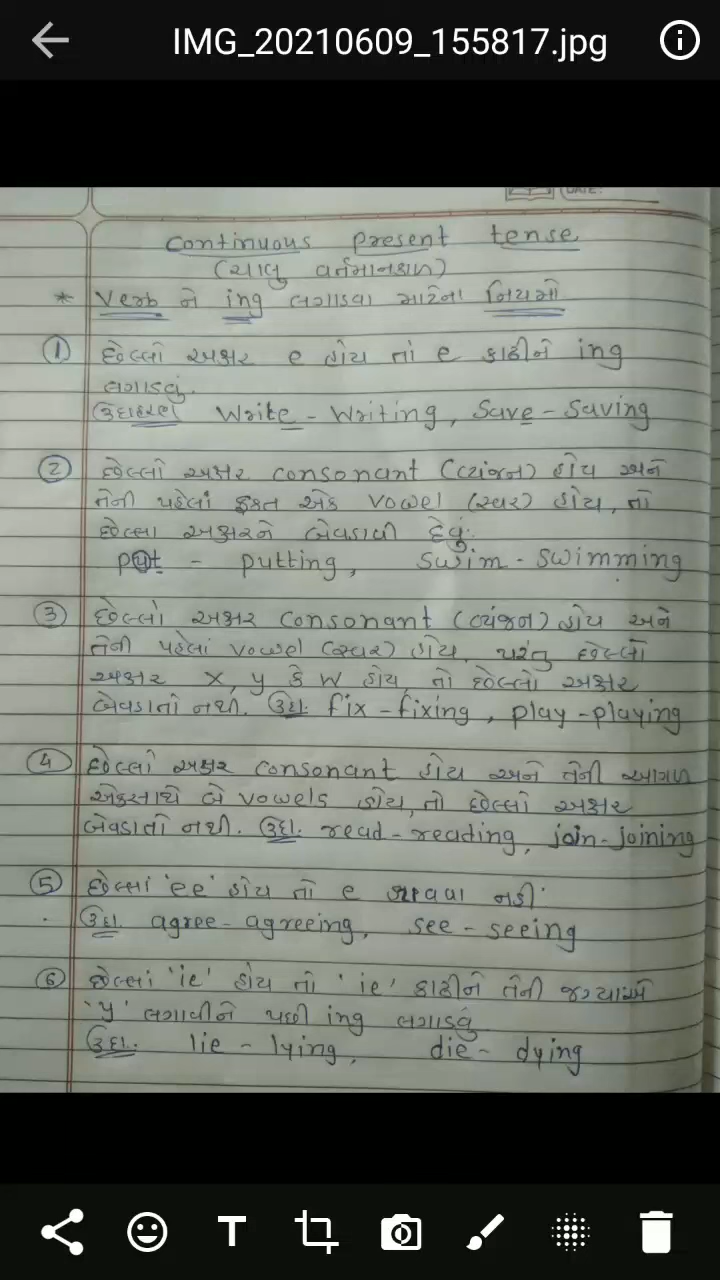 IMG_20210609_155817.jpg
DATE:
Continuous present tense
(ચાલુ વર્તમાનકાળ)
* Verb ને ing લગાડવા માટેના નિયમો
① છેલ્લો અક્ષર e હોય તો e કાઢીને ing
લગાડવું.
ઉદાહરણ Write - Writing, Save - Saving
② છેલ્લો અક્ષર consonant (વ્યંજન) હોય અને
તેની પહેલાં ફકત એક vowel (સ્વર) હોય, તો
છેલ્લા અક્ષરને બેવડાવી દેવું.
put - putting, swim - swimming
③ છેલ્લો અક્ષર consonant (વ્યંજન) હોય અને
તેની પહેલાં vowel (સ્વર) હોય, પરંતુ છેલ્લો
અક્ષર x, y કે w હોય, તો છેલ્લો અક્ષર
બેવડાતો નથી. ઉદા. fix - fixing, play - playing
④ છેલ્લો અક્ષર consonant હોય અને તેની આગળ
એકસાથે બે vowels હોય, તો છેલ્લો અક્ષર
બેવડાતો નથી. ઉદા. read - reading, join - joining
⑤ છેલ્લાં 'ee' હોય તો e નહી
ઉદા. agree - agreeing, see - seeing
⑥ છેલ્લાં 'ie' હોય તો 'ie' કાઢીને તેની જગ્યાએ
'y' લગાવીને પછી ing લગાડવું
ઉદા. lie - lying, die - dying
T